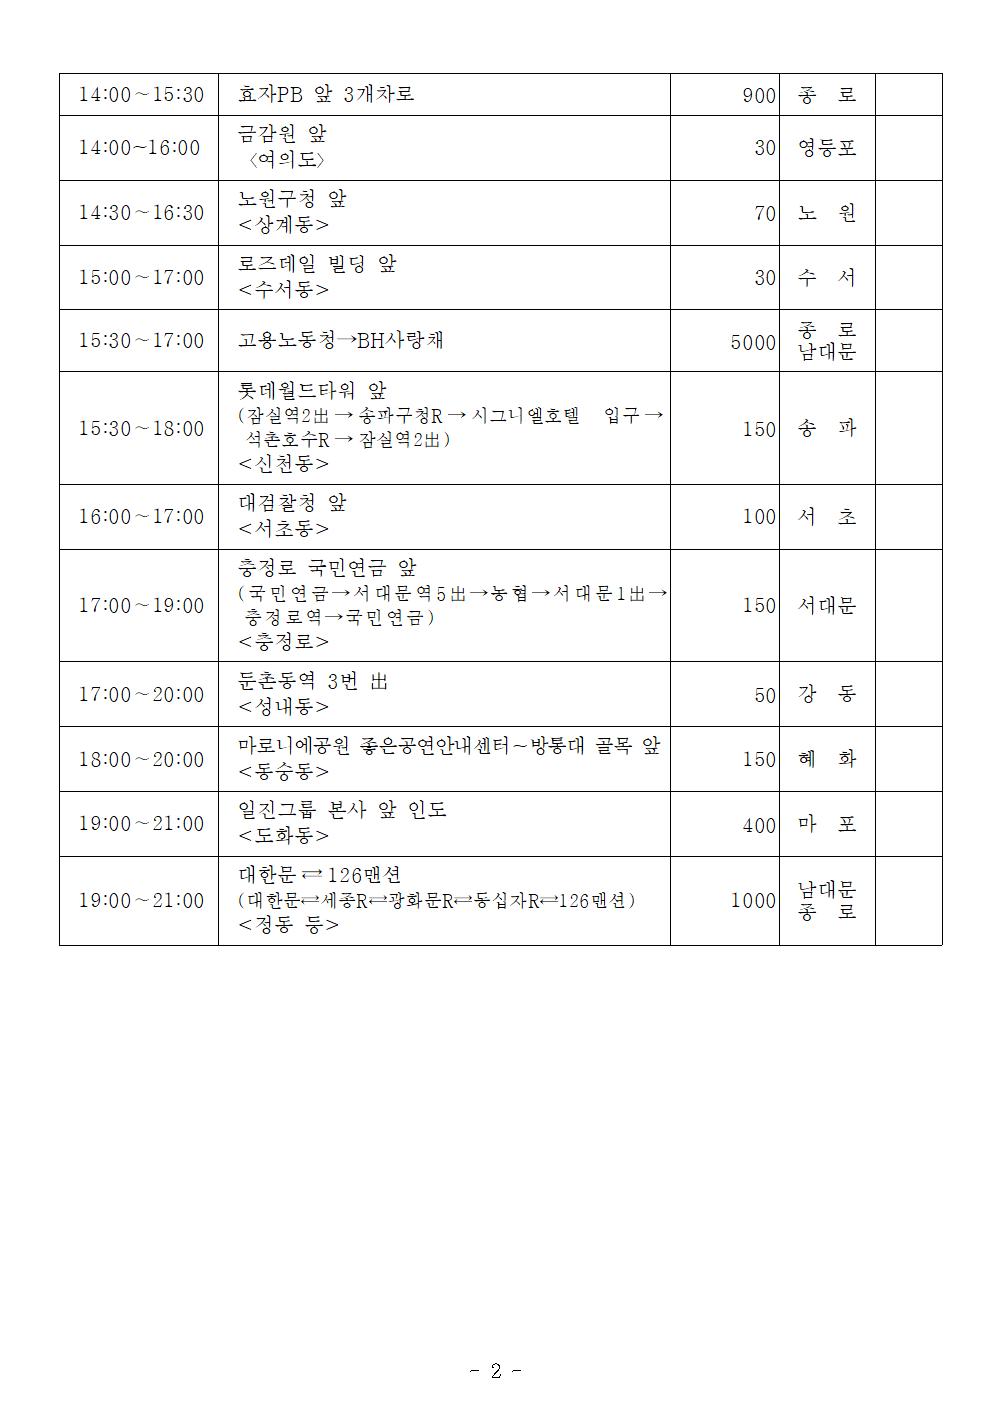 14:00～15:30 효자PB 앞 3개차로 900 종 로
14:00~16:00 금감원 앞 30 영등포
〈여의도〉
14:30～16:30 노원구청 앞 70 노 원
<상계동>
15:00～17:00 로즈데일 빌딩 앞 30 수 서
<수서동>
15:30～17:00 고용노동청→BH사랑채 5000 종 로
남대문
15:30～18:00 롯데월드타워 앞 150 송 파
(잠실역2出→송파구청R→시그니엘호텔 입구→
석촌호수R→잠실역2出)
<신천동>
16:00～17:00 대검찰청 앞 100 서 초
<서초동>
17:00～19:00 충정로 국민연금 앞 150 서대문
(국민연금→서대문역5出→농협→서대문1出→
충정로역→국민연금)
<충정로>
17:00～20:00 둔촌동역 3번 出 50 강 동
<성내동>
18:00～20:00 마로니에공원 좋은공연안내센터～방통대 골목 앞 150 혜 화
<동숭동>
19:00～21:00 일진그룹 본사 앞 인도 400 마 포
<도화동>
19:00～21:00 대한문⇄126맨션 1000 남대문
(대한문⇄세종R⇄광화문R⇄동십자R⇄126맨션) 종 로
<정동 등>
- 2 -